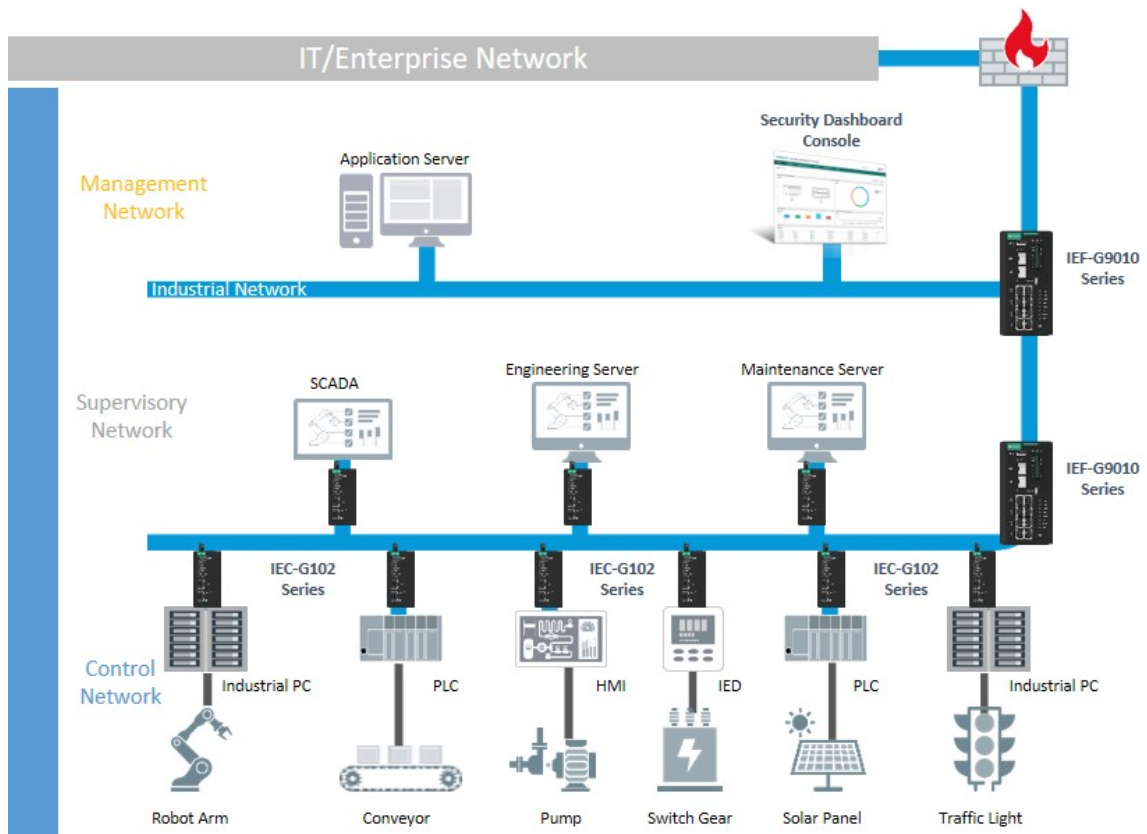 IT/Enterprise Network
Security Dashboard
Console
Application Server
Management
Network
IEF-G9010
Series
Industrial Network
Engineering Server
Maintenance Server
SCADA
Supervisory
Network
IEF-G9010
Series
IEC-G102
Series
IEC-G102
Series
IEC-G102
Series
Control
Network
Industrial PC
PLC
HMI
IED
PLC
Industrial PC
Robot Arm
Conveyor
Pump
Switch Gear
Solar Panel
Traffic Light